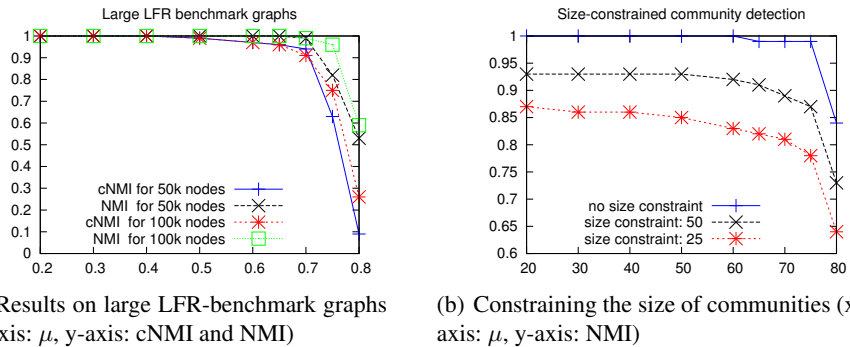 Large LFR benchmark graphs
1
0.9
0.8
0.7
0.6
0.5
0.4
0.3
0.2
0.1
0
cNMI for 50k nodes
NMI for 50k nodes
cNMI for 100k nodes
NMI for 100k nodes
0.2 0.3 0.4 0.5 0.6 0.7 0.8
Results on large LFR-benchmark graphs
xis: μ, y-axis: cNMI and NMI)
Size-constrained community detection
1
0.95
0.9
0.85
0.8
0.75
0.7
0.65
0.6
no size constraint
size constraint: 50
size constraint: 25
20 30 40 50 60 70 80
(b) Constraining the size of communities (x
axis: μ, y-axis: NMI)